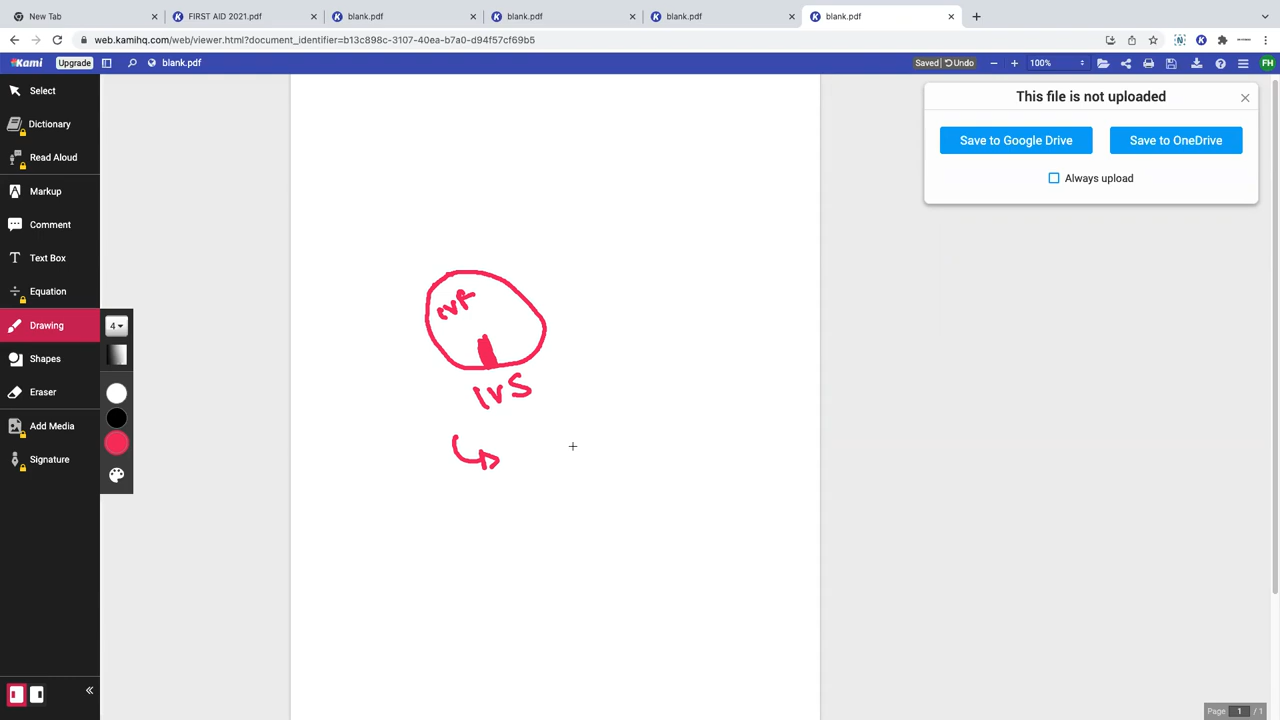 New Tab
FIRST AID 2021.pdf
blank.pdf
blank.pdf
blank.pdf
blank.pdf
web.kamihq.com/web/viewer.html?document_identifier=b13c898c-3107-40ea-b7a0-d94f57cf69b5
Kami
Upgrade
blank.pdf
Saved
Undo
100%
FH
Select
Dictionary
Read Aloud
Markup
Comment
Text Box
Equation
Drawing
Shapes
Eraser
Add Media
Signature
4
This file is not uploaded
Save to Google Drive
Save to OneDrive
Always upload
IVF
IVS
Page 1 / 1